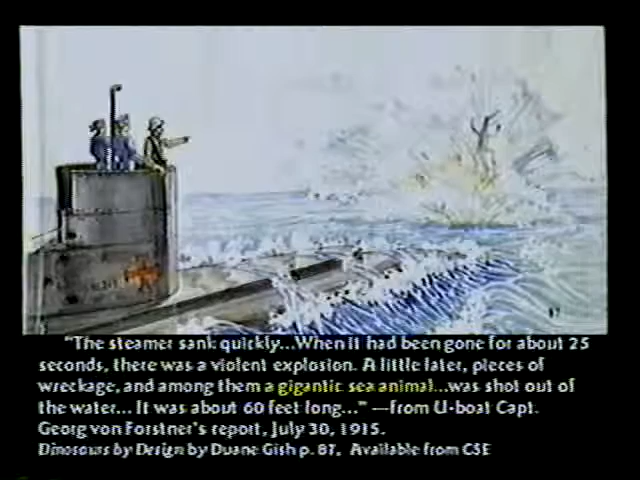 "The steamer sank quickly...When it had been gone for about 25
seconds, there was a violent explosion. A little later, pieces of
wreckage, and among them a gigantic sea animal...was shot out of
the water... It was about 60 feet long..." —from U-boat Capt.
Georg von Forstner's report, July 30, 1915.
Dinosaurs by Design by Duane Gish p. 87. Available from CSE